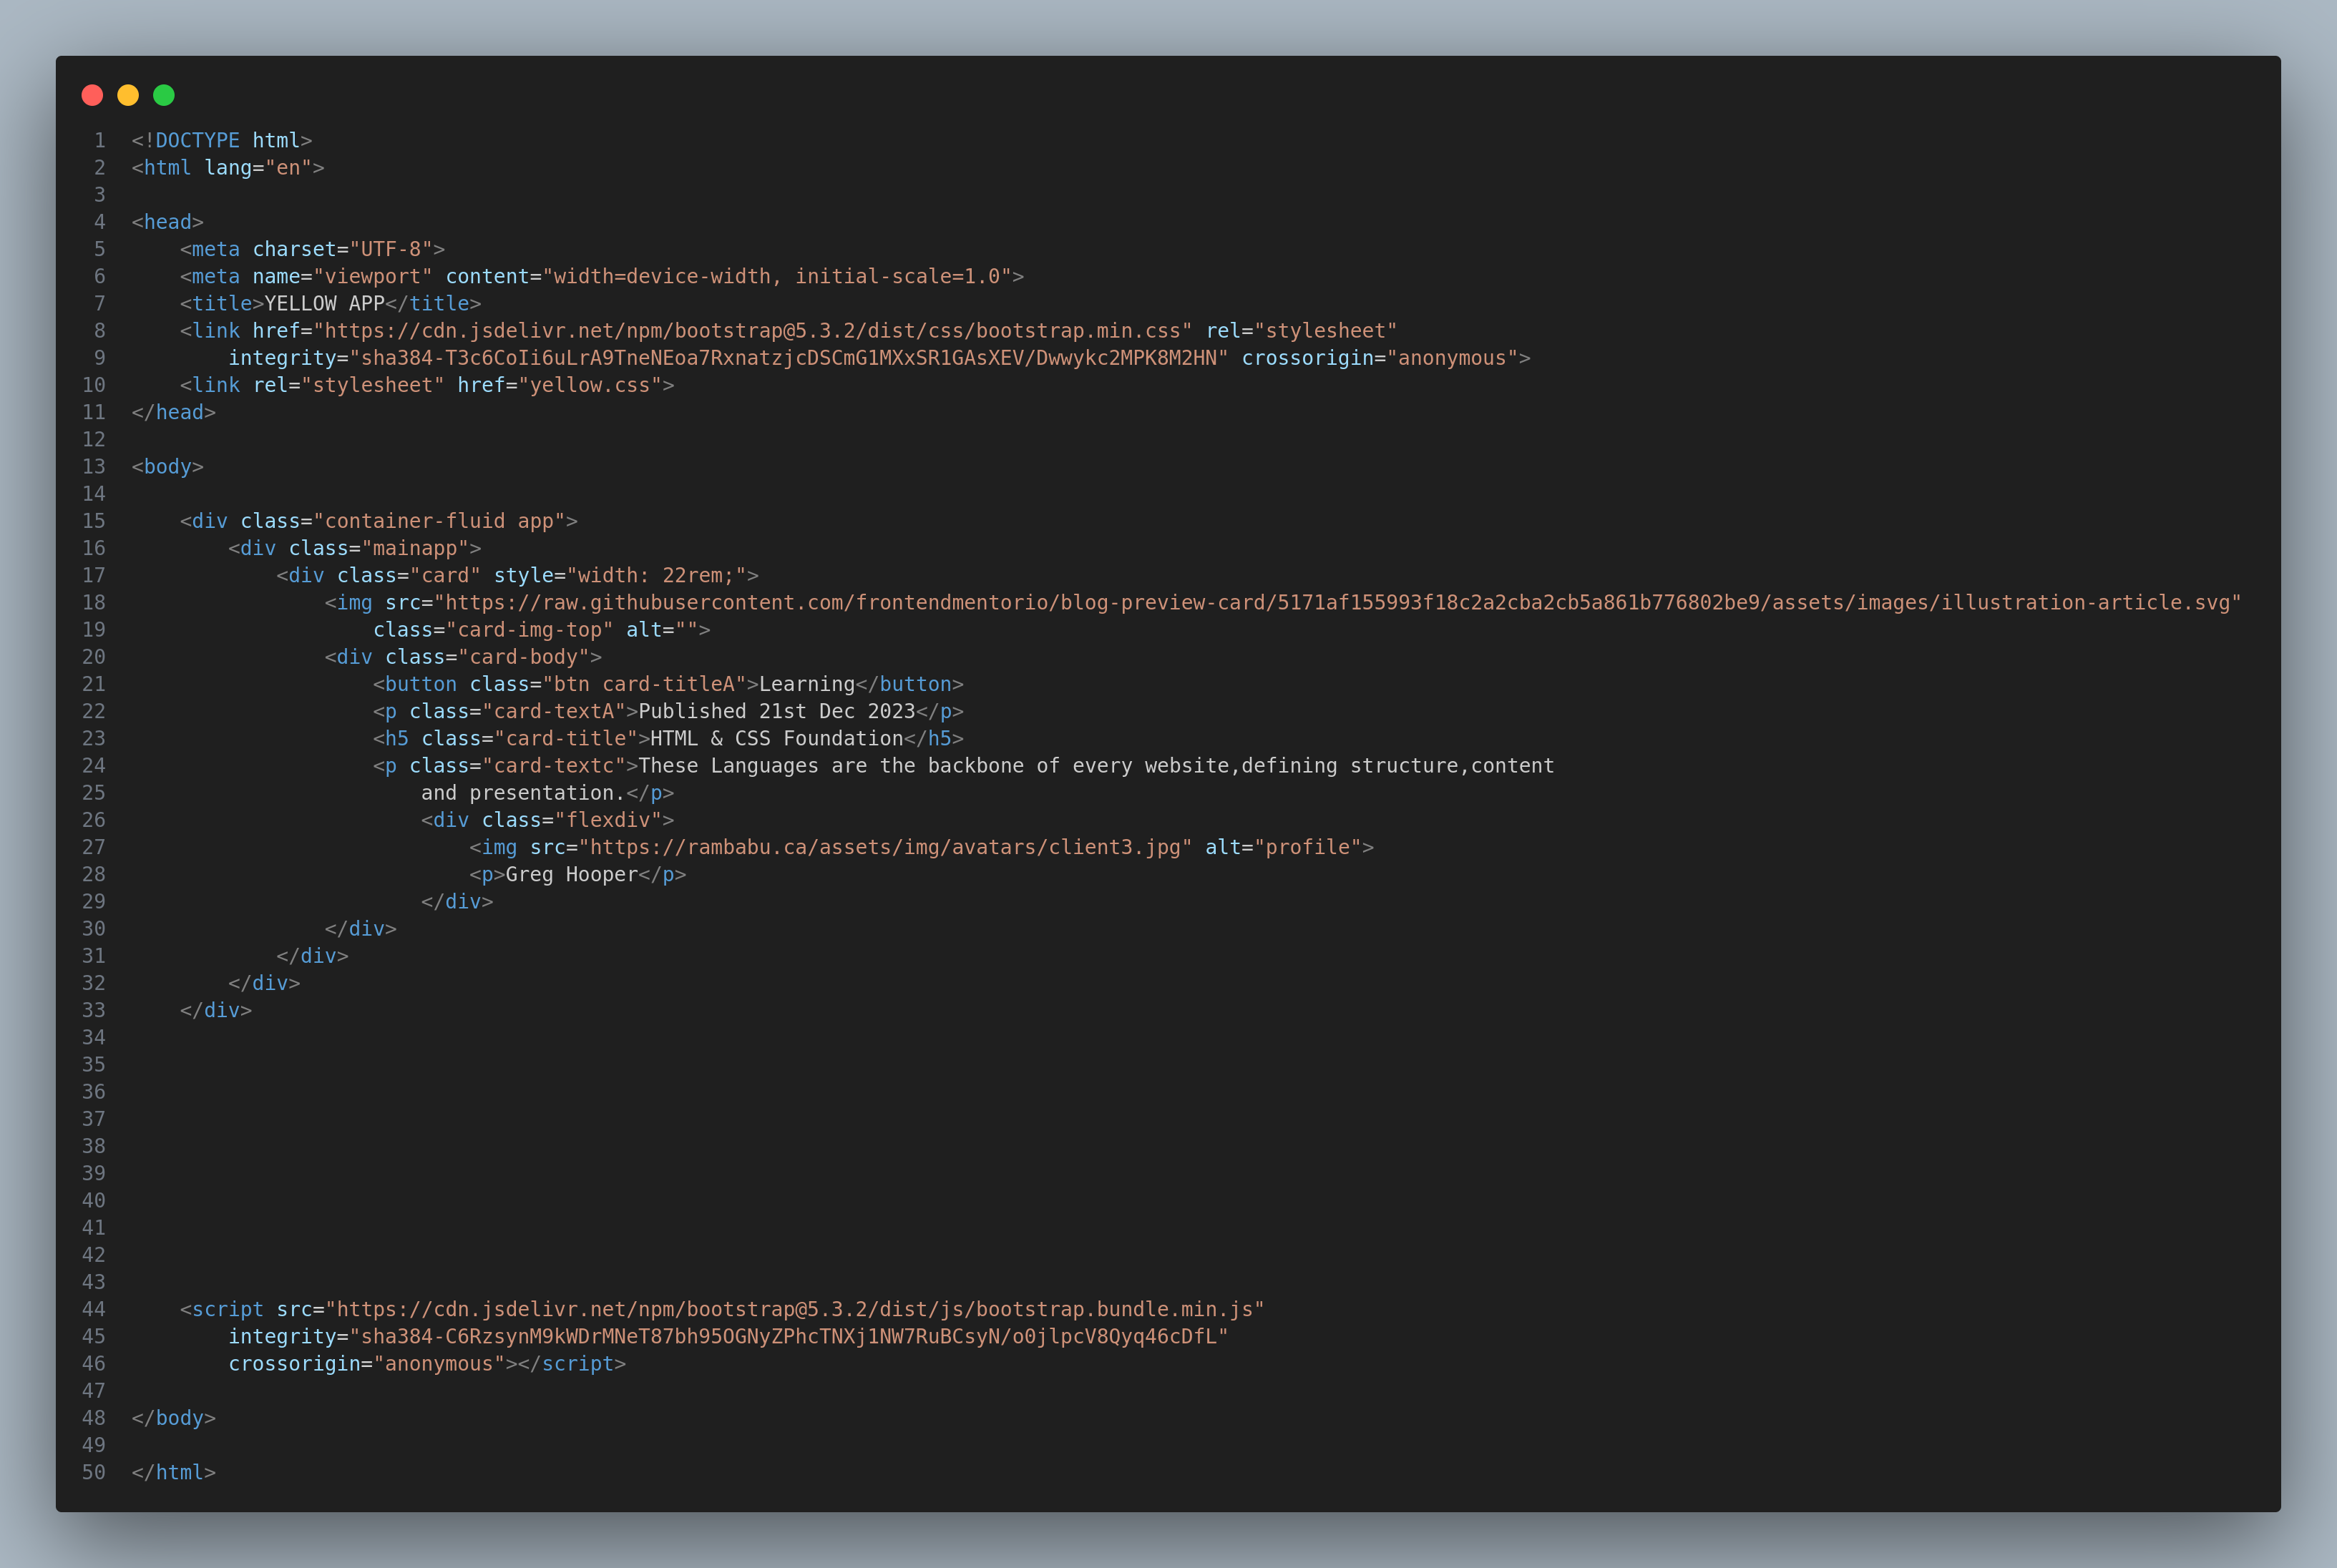 1 <!DOCTYPE html>
2 <html lang="en">
3
4 <head>
5     <meta charset="UTF-8">
6     <meta name="viewport" content="width=device-width, initial-scale=1.0">
7     <title>YELLOW APP</title>
8     <link href="https://cdn.jsdelivr.net/npm/bootstrap@5.3.2/dist/css/bootstrap.min.css" rel="stylesheet"
9         integrity="sha384-T3c6CoIi6uLrA9TneNEoa7RxnatzjcDSCmG1MXxSR1GAsXEV/Dwwykc2MPK8M2HN" crossorigin="anonymous">
10     <link rel="stylesheet" href="yellow.css">
11 </head>
12
13 <body>
14
15     <div class="container-fluid app">
16         <div class="mainapp">
17             <div class="card" style="width: 22rem;">
18                 <img src="https://raw.githubusercontent.com/frontendmentorio/blog-preview-card/5171af155993f18c2a2cba2cb5a861b776802be9/assets/images/illustration-article.svg"
19                     class="card-img-top" alt="">
20                 <div class="card-body">
21                     <button class="btn card-titleA">Learning</button>
22                     <p class="card-textA">Published 21st Dec 2023</p>
23                     <h5 class="card-title">HTML & CSS Foundation</h5>
24                     <p class="card-textc">These Languages are the backbone of every website,defining structure,content
25                         and presentation.</p>
26                         <div class="flexdiv">
27                             <img src="https://rambabu.ca/assets/img/avatars/client3.jpg" alt="profile">
28                             <p>Greg Hooper</p>
29                         </div>
30                 </div>
31             </div>
32         </div>
33     </div>
34
35
36
37
38
39
40
41
42
43
44     <script src="https://cdn.jsdelivr.net/npm/bootstrap@5.3.2/dist/js/bootstrap.bundle.min.js"
45         integrity="sha384-C6RzsynM9kWDrMNeT87bh95OGNyZPhcTNXj1NW7RuBCsyN/o0jlpcV8Qyq46cDfL"
46         crossorigin="anonymous"></script>
47
48 </body>
49
50 </html>